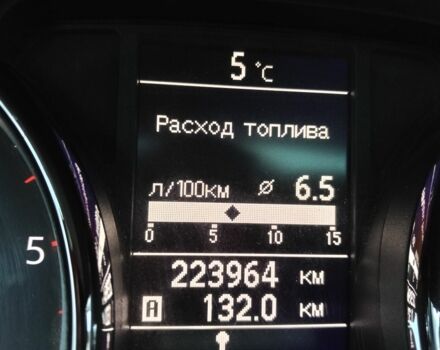 5 °C
Расход топлива
л/100км ø 6.5
0 5 10 15
5
223964 км
A 132.0 км